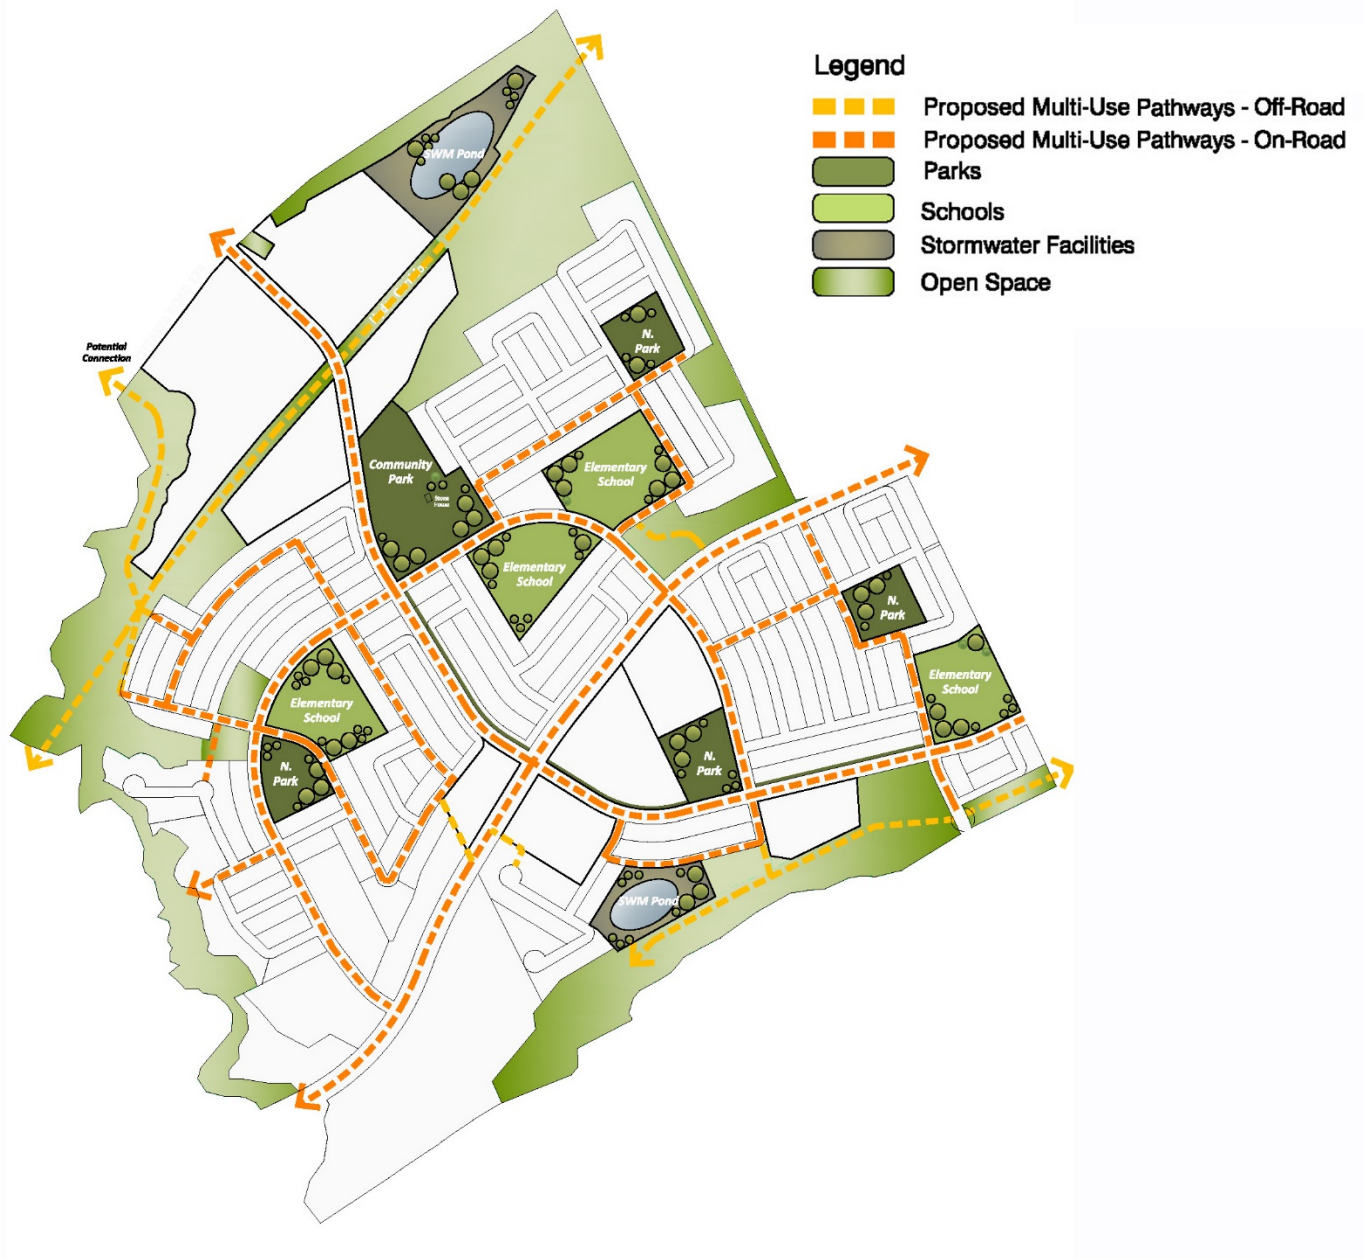 Legend
Proposed Multi-Use Pathways - Off-Road
Proposed Multi-Use Pathways - On-Road
Parks
Schools
Stormwater Facilities
Open Space
SWM Pond
Potential
Connection
N.
Park
Community
Park
Stone
House
Elementary
School
Elementary
School
N.
Park
Elementary
School
Elementary
School
N.
Park
N.
Park
SWM Pond